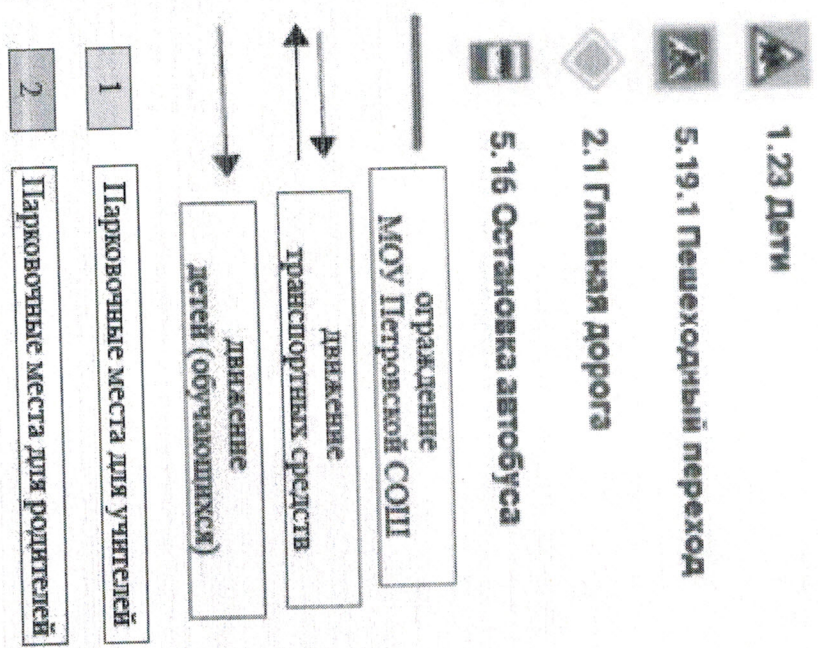 1.23 Дети
5.19.1 Пешеходный переход
2.1 Главная дорога
5.16 Остановка автобуса
ограждение
МОУ Петровской СОШ
движение
транспортных средств
движение
детей (обучающихся)
1
Парковочные места для учителей
2
Парковочные места для родителей